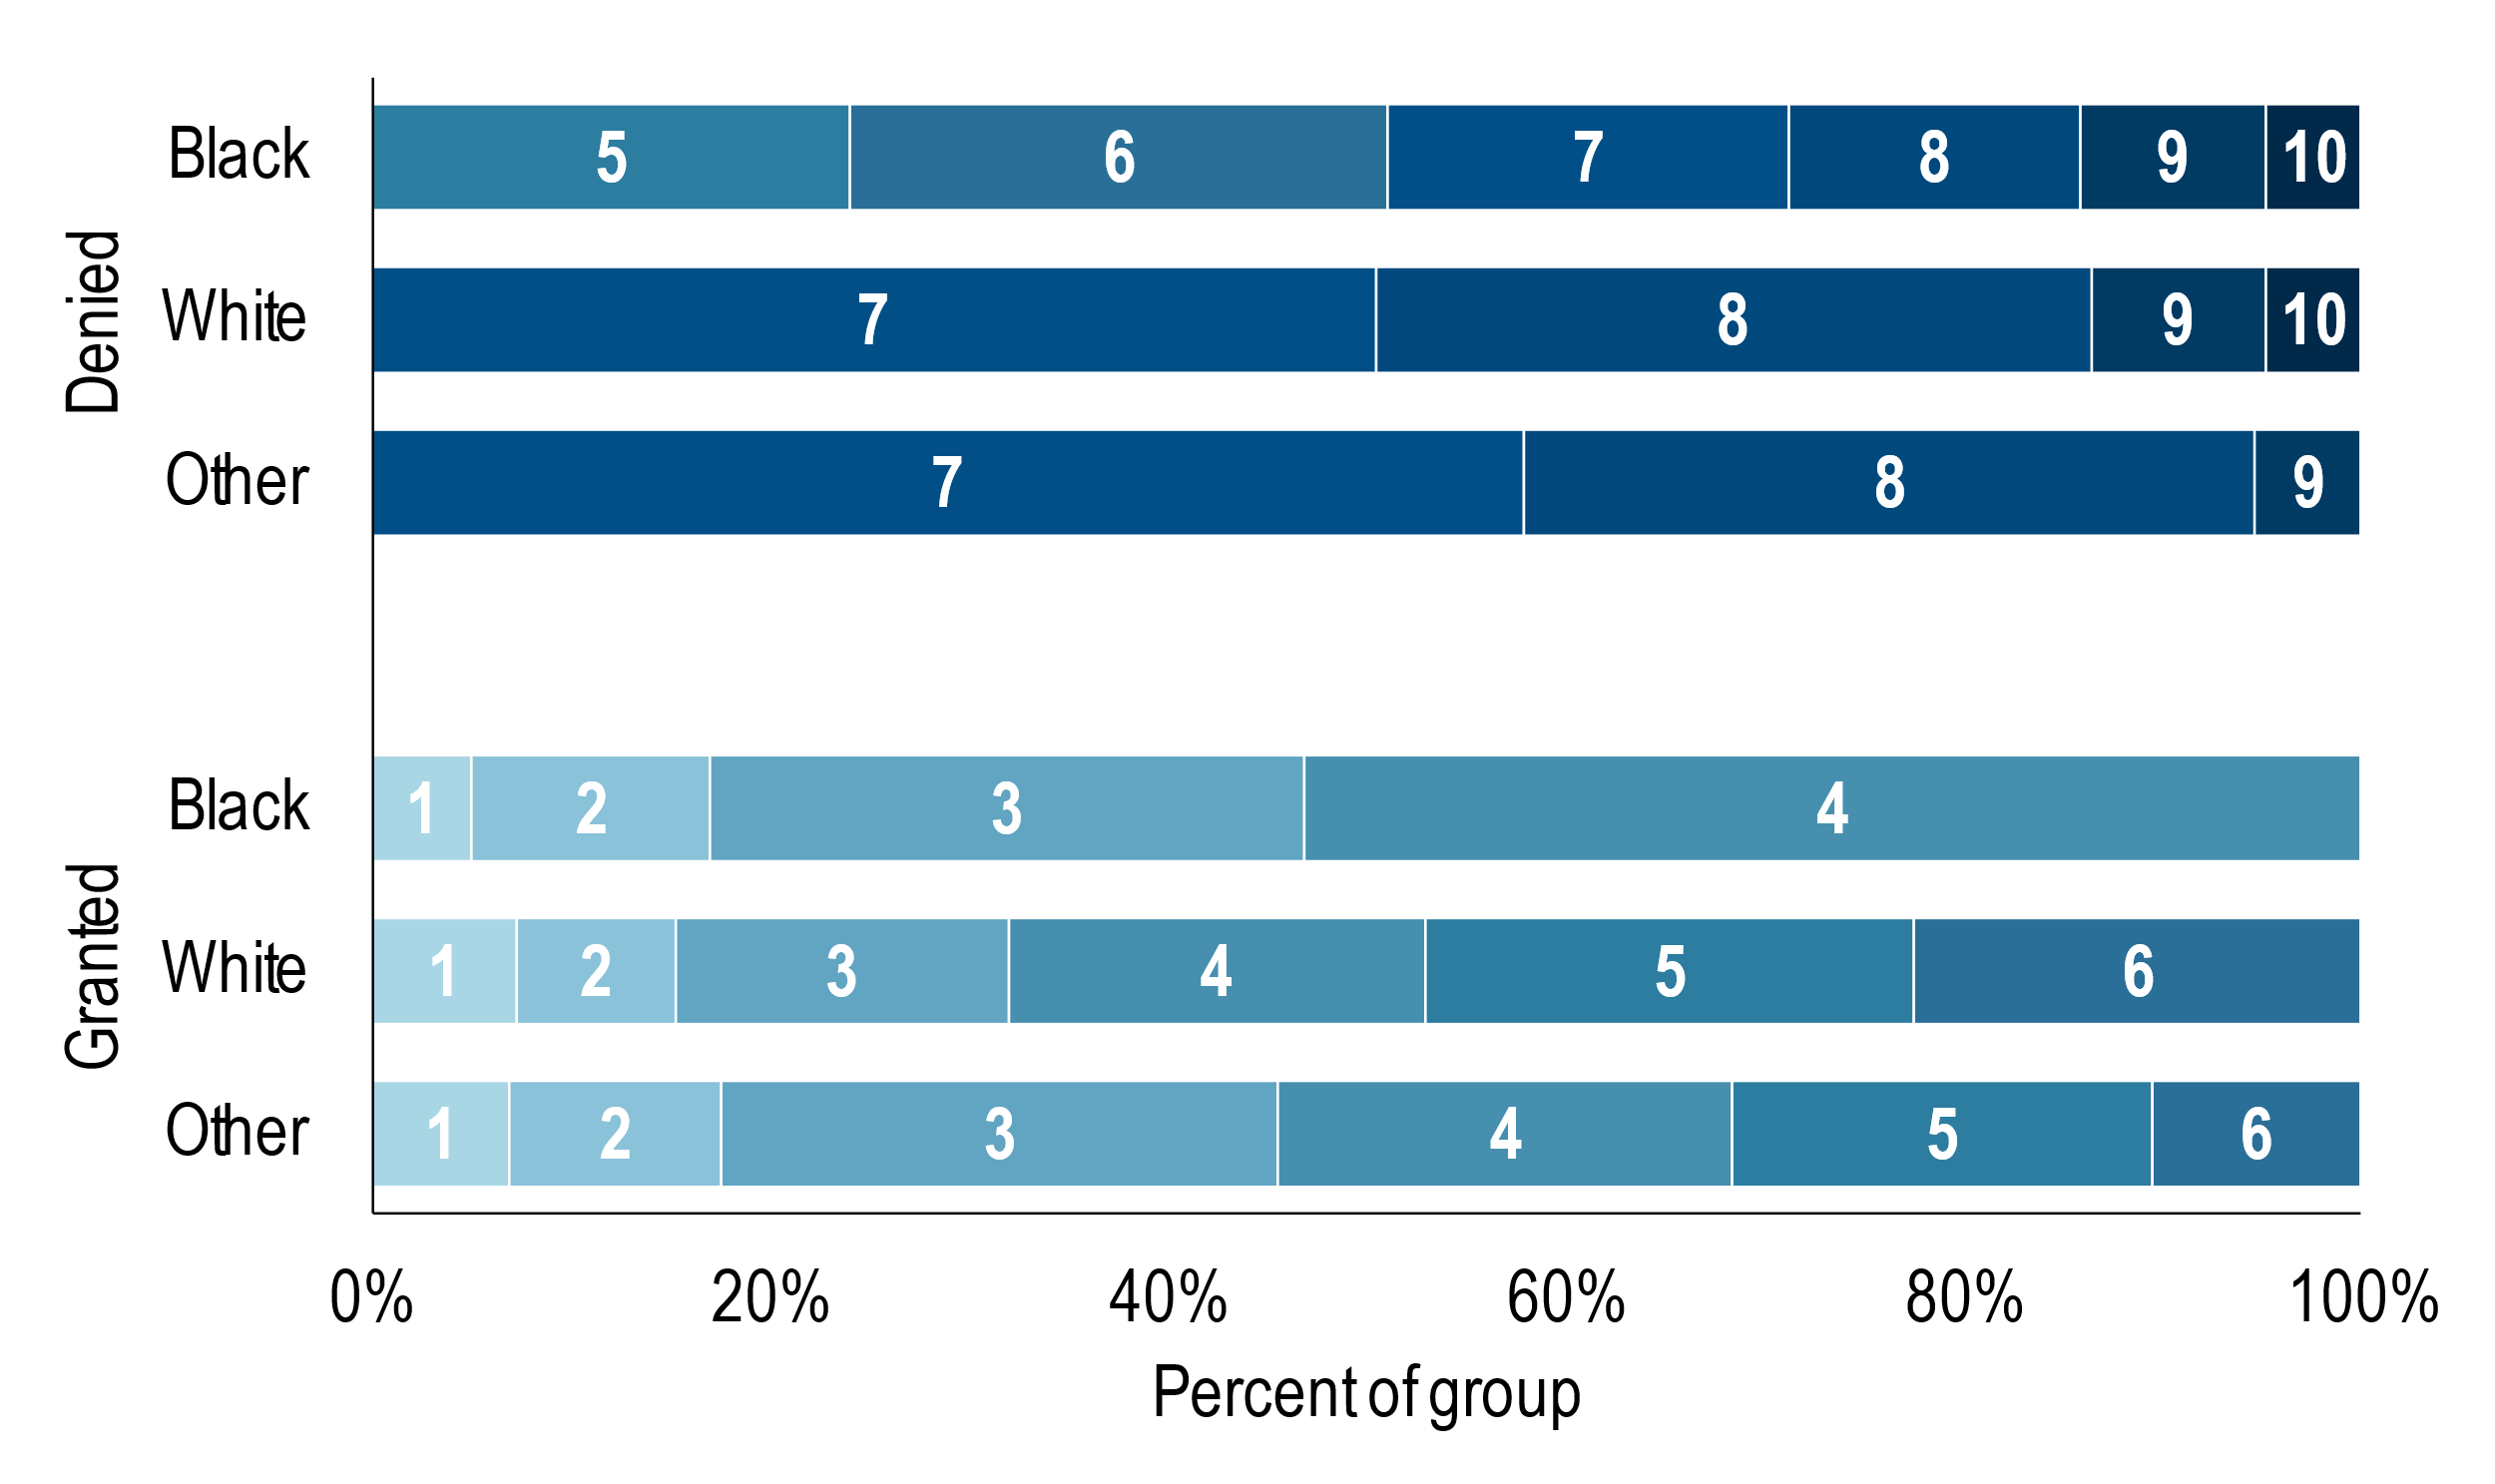 Denied
Black 5 6 7 8 9 10
White 7 8 9 10
Other 7 8 9
Granted
Black 1 2 3 4
White 1 2 3 4 5 6
Other 1 2 3 4 5 6
0% 20% 40% 60% 80% 100%
Percent of group